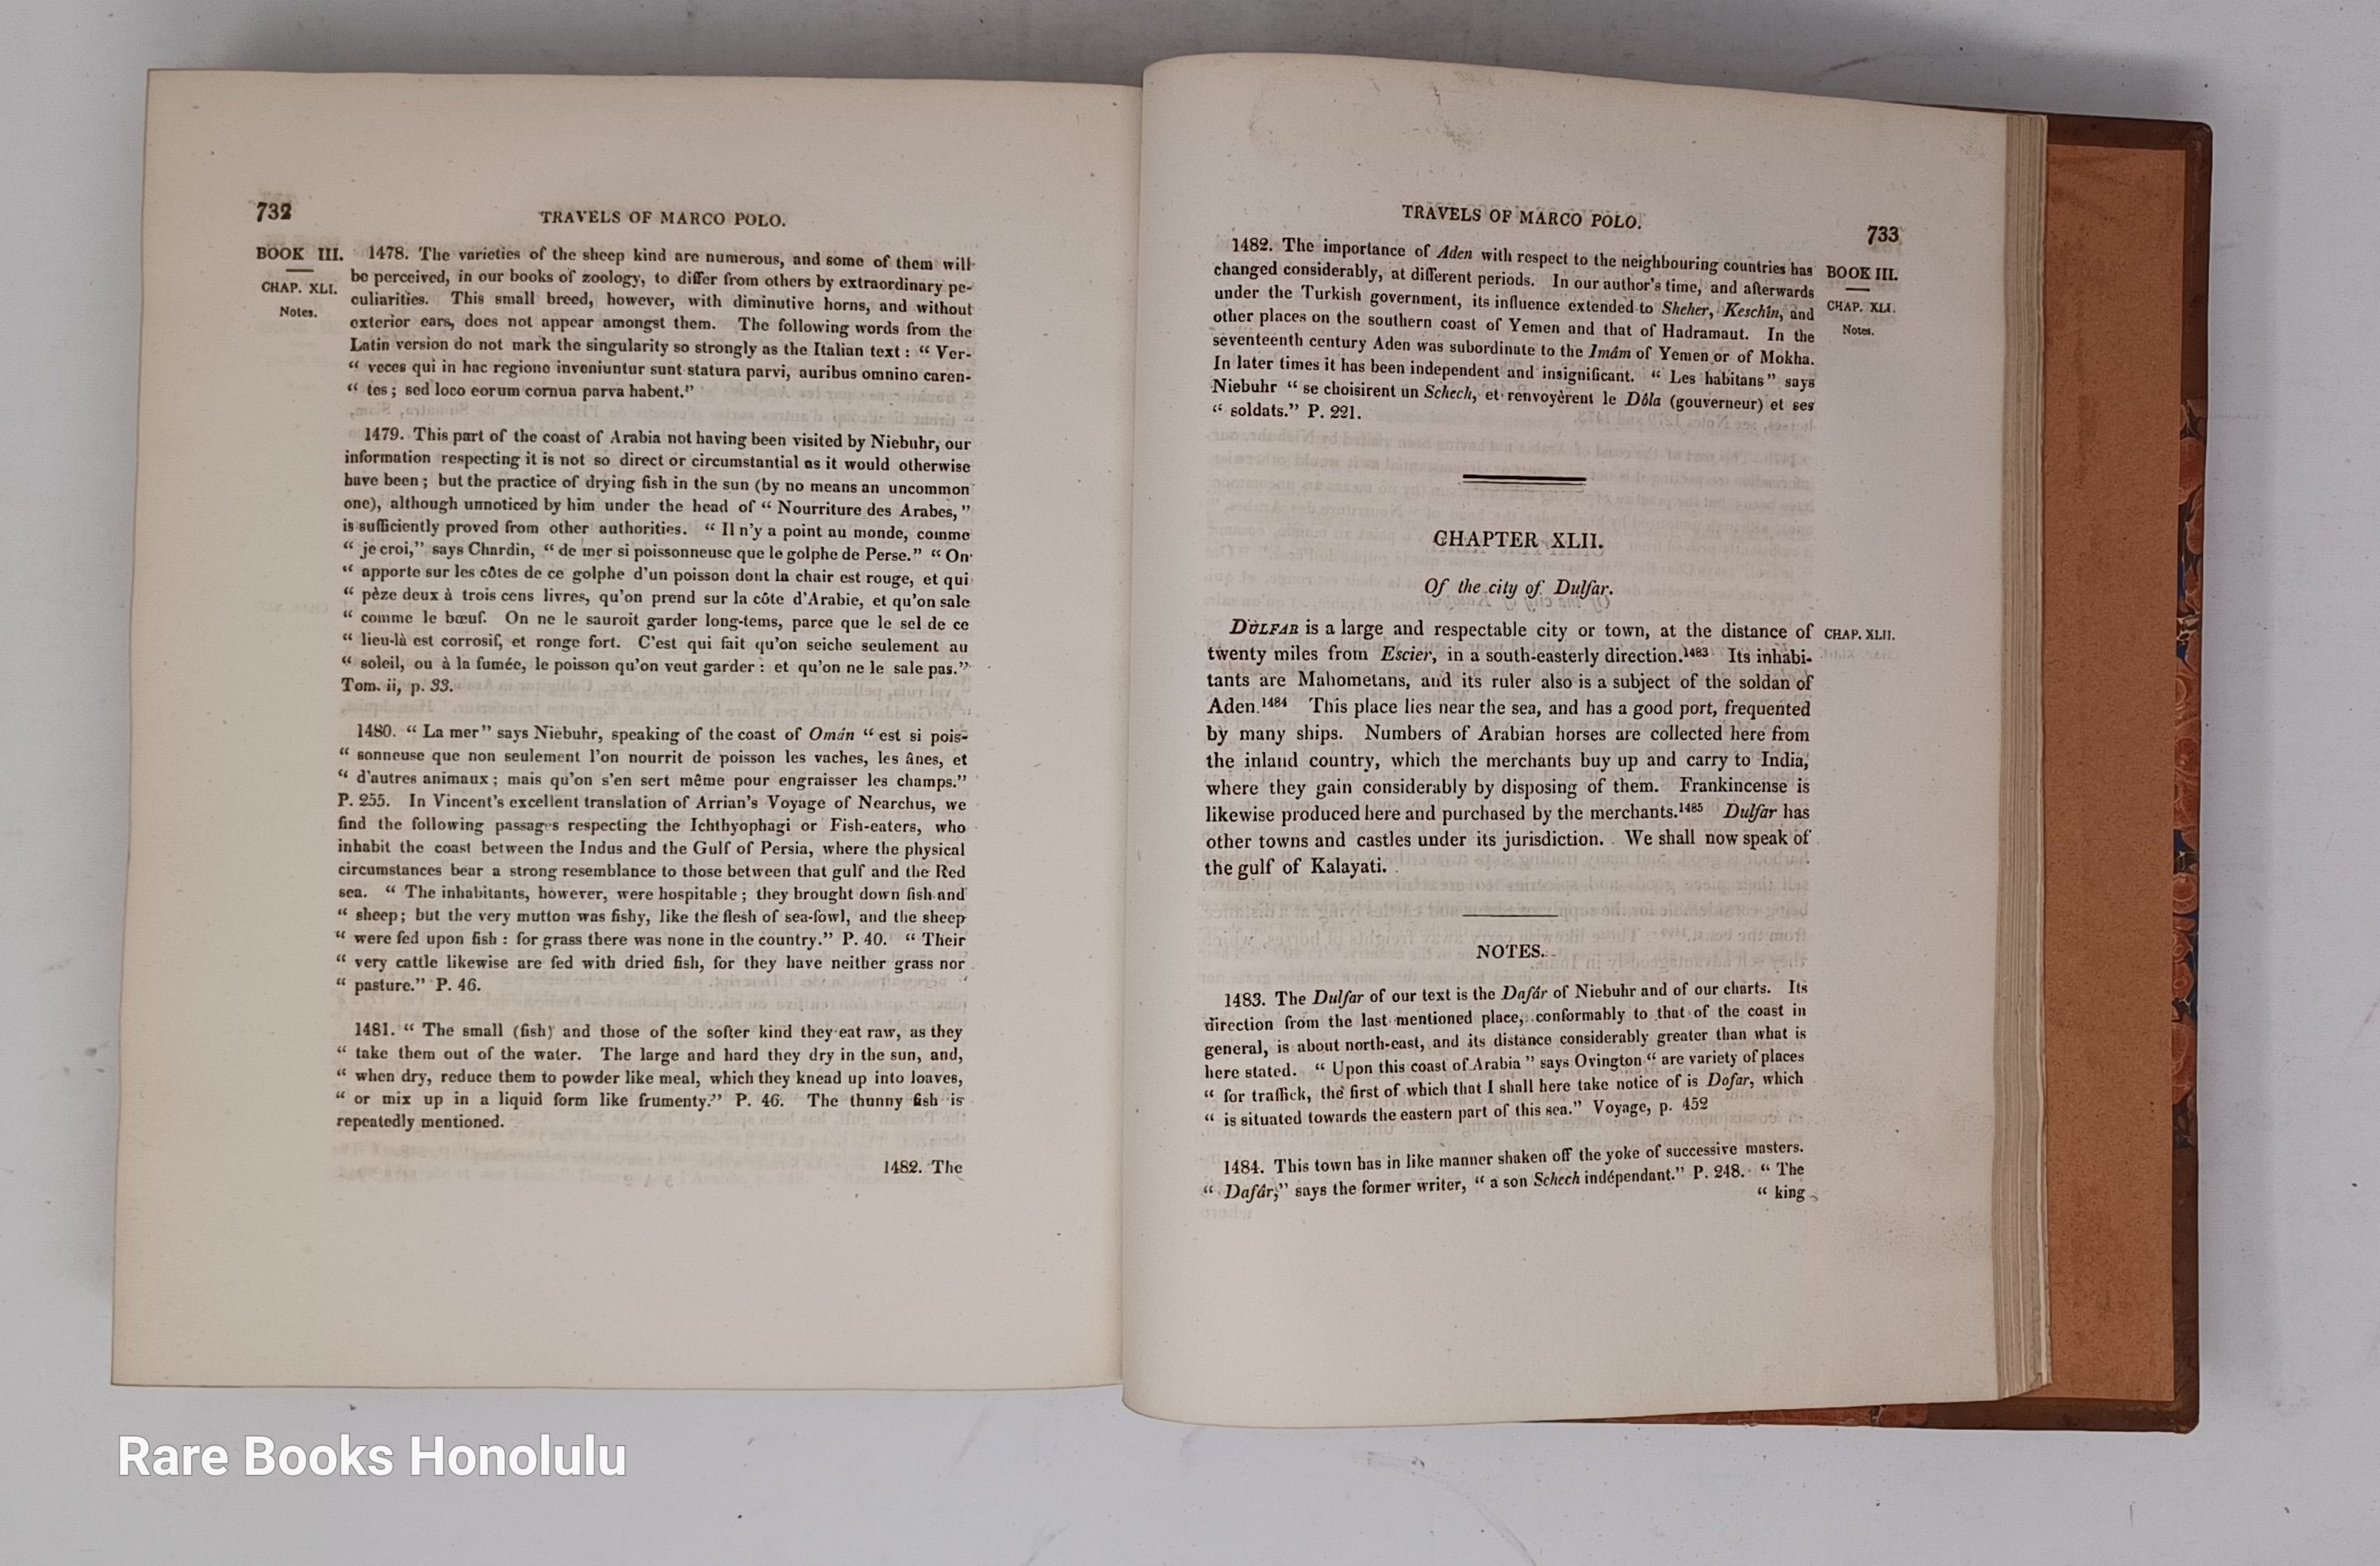 732
TRAVELS OF MARCO POLO.
BOOK III.
CHAP. XLI.
Notes.
1478. The varieties of the sheep kind are numerous, and some of them will
be perceived, in our books of zoology, to differ from others by extraordinary pe-
culiarities. This small breed, however, with diminutive horns, and without
exterior ears, does not appear amongst them. The following words from the
Latin version do not mark the singularity so strongly as the Italian text : “ Ver-
“ veces qui in hac regione inveniuntur sunt statura parvi, auribus omnino caren-
“ tes ; sed loco eorum cornua parva habent.”
1479. This part of the coast of Arabia not having been visited by Niebuhr, our
information respecting it is not so direct or circumstantial as it would otherwise
have been ; but the practice of drying fish in the sun (by no means an uncommon
one), although unnoticed by him under the head of “ Nourriture des Arabes, ”
is sufficiently proved from other authorities. “ Il n'y a point au monde, comme
“ je croi,” says Chardin, “ de mer si poissonneuse que le golphe de Perse.” “ On
“ apporte sur les côtes de ce golphe d'un poisson dont la chair est rouge, et qui
“ pèze deux à trois cens livres, qu'on prend sur la côte d'Arabie, et qu'on sale
“ comme le bœuf. On ne le sauroit garder long-tems, parce que le sel de ce
“ lieu-là est corrosif, et ronge fort. C'est qui fait qu'on seiche seulement au
“ soleil, ou à la fumée, le poisson qu'on veut garder : et qu'on ne le sale pas.”
Tom. ii, p. 33.
1480. “ La mer” says Niebuhr, speaking of the coast of Omán “ est si pois-
“ sonneuse que non seulement l'on nourrit de poisson les vaches, les ânes, et
“ d'autres animaux ; mais qu'on s'en sert même pour engraisser les champs.”
P. 255. In Vincent's excellent translation of Arrian's Voyage of Nearchus, we
find the following passages respecting the Ichthyophagi or Fish-eaters, who
inhabit the coast between the Indus and the Gulf of Persia, where the physical
circumstances bear a strong resemblance to those between that gulf and the Red
sea. “ The inhabitants, however, were hospitable ; they brought down fish and
“ sheep; but the very mutton was fishy, like the flesh of sea-fowl, and the sheep
“ were fed upon fish : for grass there was none in the country.” P. 40. “ Their
“ very cattle likewise are fed with dried fish, for they have neither grass nor
“ pasture.” P. 46.
1481. “ The small (fish) and those of the softer kind they eat raw, as they
“ take them out of the water. The large and hard they dry in the sun, and,
“ when dry, reduce them to powder like meal, which they knead up into loaves,
“ or mix up in a liquid form like frumenty.” P. 46. The thunny fish is
repeatedly mentioned.
1482. The
TRAVELS OF MARCO POLO.
733
BOOK III.
CHAP. XLI.
Notes.
1482. The importance of Aden with respect to the neighbouring countries has
changed considerably, at different periods. In our author's time, and afterwards
under the Turkish government, its influence extended to Sheher, Keschîn, and
other places on the southern coast of Yemen and that of Hadramaut. In the
seventeenth century Aden was subordinate to the Imâm of Yemen or of Mokha.
In later times it has been independent and insignificant. “ Les habitans” says
Niebuhr “ se choisirent un Schech, et renvoyèrent le Dôla (gouverneur) et ses
“ soldats.” P. 221.
CHAPTER XLII.
Of the city of Dulfar.
CHAP. XLII.
DULFAR is a large and respectable city or town, at the distance of
twenty miles from Escier, in a south-easterly direction.1483 Its inhabi-
tants are Mahometans, and its ruler also is a subject of the soldan of
Aden.1484 This place lies near the sea, and has a good port, frequented
by many ships. Numbers of Arabian horses are collected here from
the inland country, which the merchants buy up and carry to India,
where they gain considerably by disposing of them. Frankincense is
likewise produced here and purchased by the merchants.1485 Dulfar has
other towns and castles under its jurisdiction. We shall now speak of
the gulf of Kalayati.
NOTES.
1483. The Dulfar of our text is the Dafâr of Niebuhr and of our charts. Its
direction from the last mentioned place, conformably to that of the coast in
general, is about north-east, and its distance considerably greater than what is
here stated. “ Upon this coast of Arabia ” says Ovington “ are variety of places
“ for traffick, the first of which that I shall here take notice of is Dofar, which
“ is situated towards the eastern part of this sea.” Voyage, p. 452
1484. This town has in like manner shaken off the yoke of successive masters.
“ Dafâr,” says the former writer, “ a son Schech indépendant.” P. 248. “ The
“ king
Rare Books Honolulu